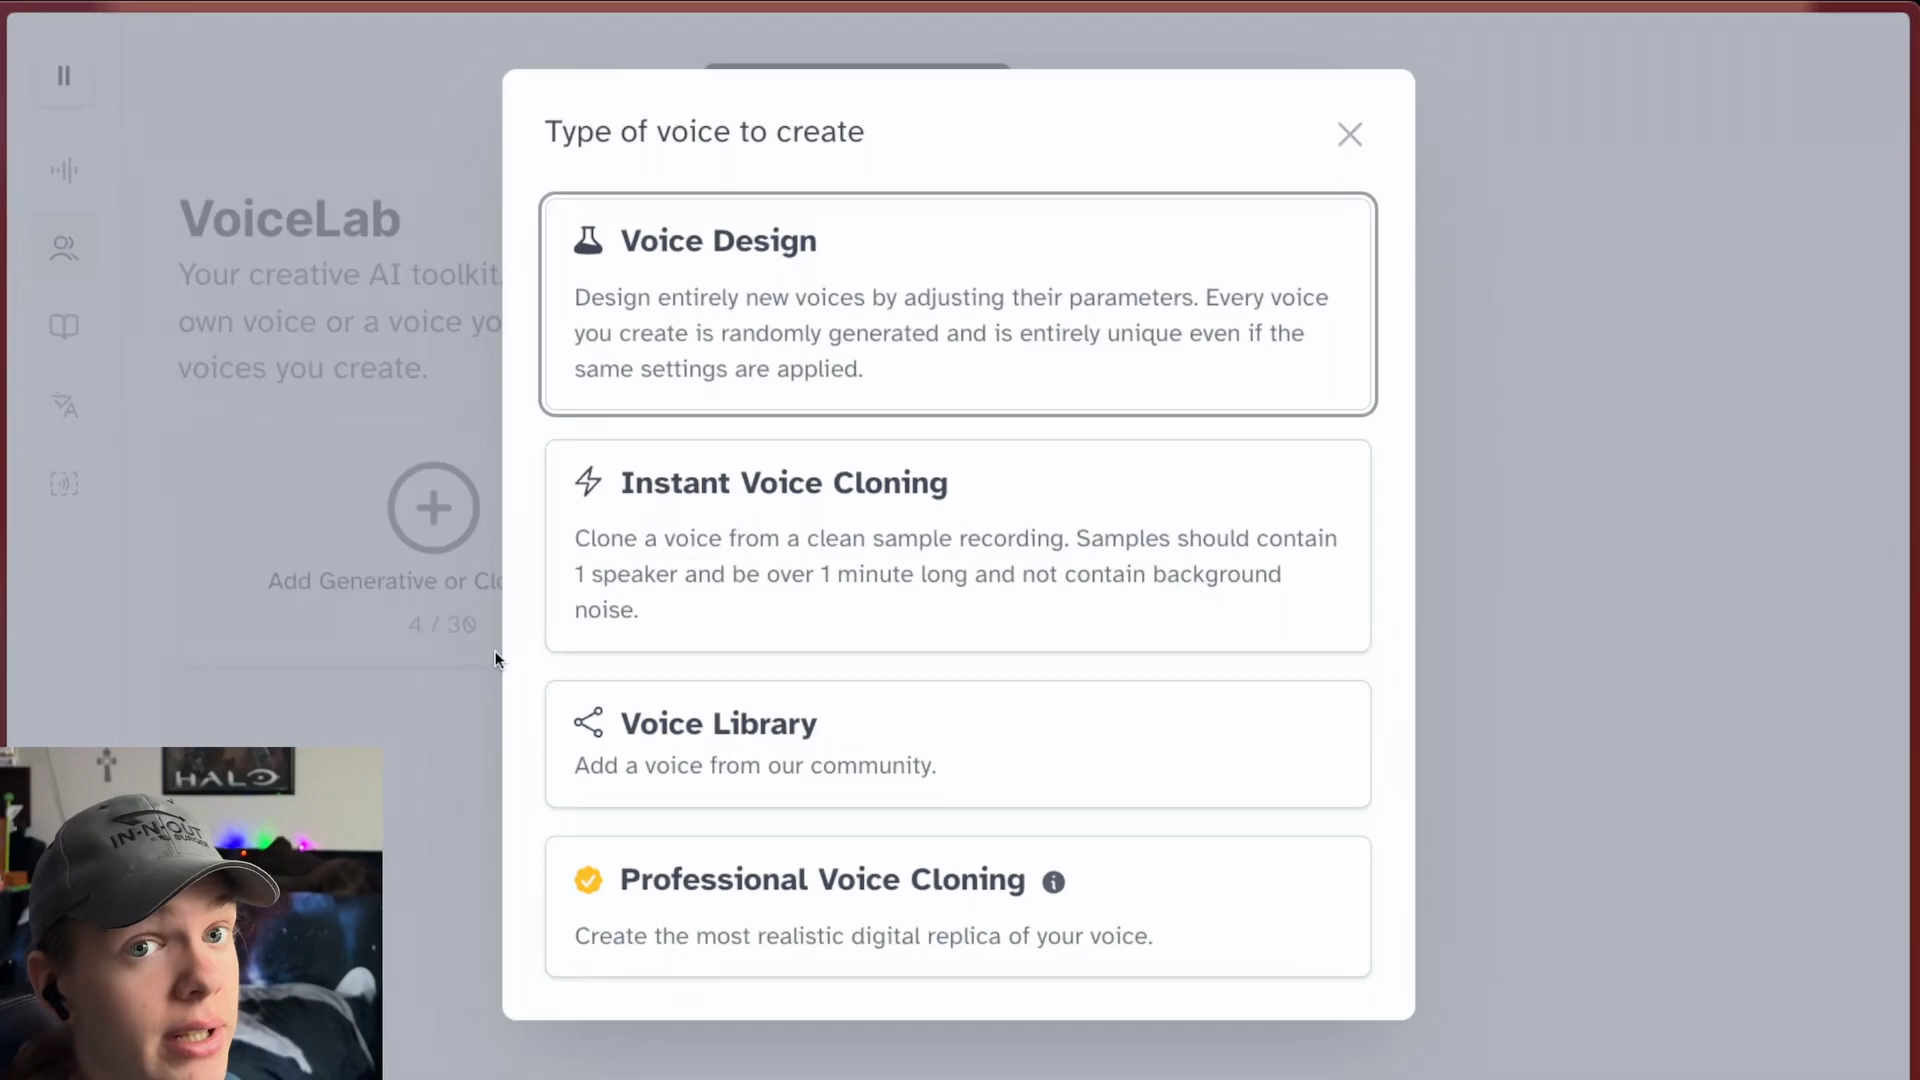 Type of voice to create
VoiceLab
Your creative AI toolkit.
own voice or a voice yo
voices you create.
Add Generative or Clo
4 / 30
Voice Design
Design entirely new voices by adjusting their parameters. Every voice
you create is randomly generated and is entirely unique even if the
same settings are applied.
Instant Voice Cloning
Clone a voice from a clean sample recording. Samples should contain
1 speaker and be over 1 minute long and not contain background
noise.
Voice Library
Add a voice from our community.
Professional Voice Cloning
Create the most realistic digital replica of your voice.
HALO
IN-N-OUT
BURGER